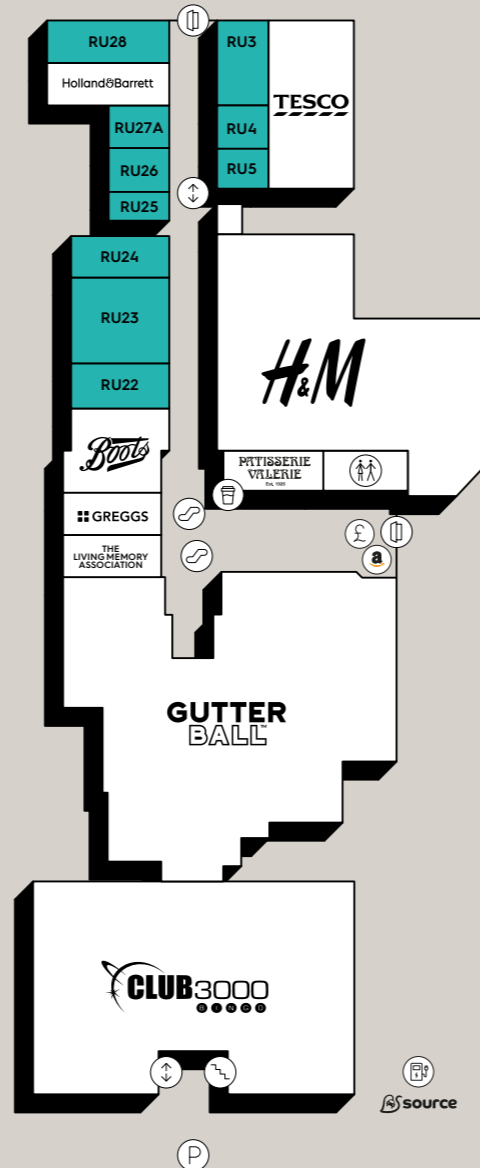 RU28
RU3
Holland&Barrett
TESCO
RU27A
RU4
RU26
RU5
RU25
RU24
RU23
H&M
RU22
Boots
PATISSERIE
VALERIE
Est. 1926
GREGGS
£
THE
LIVING MEMORY
ASSOCIATION
a
GUTTER
BALL™
CLUB3000
BINGO
source
P